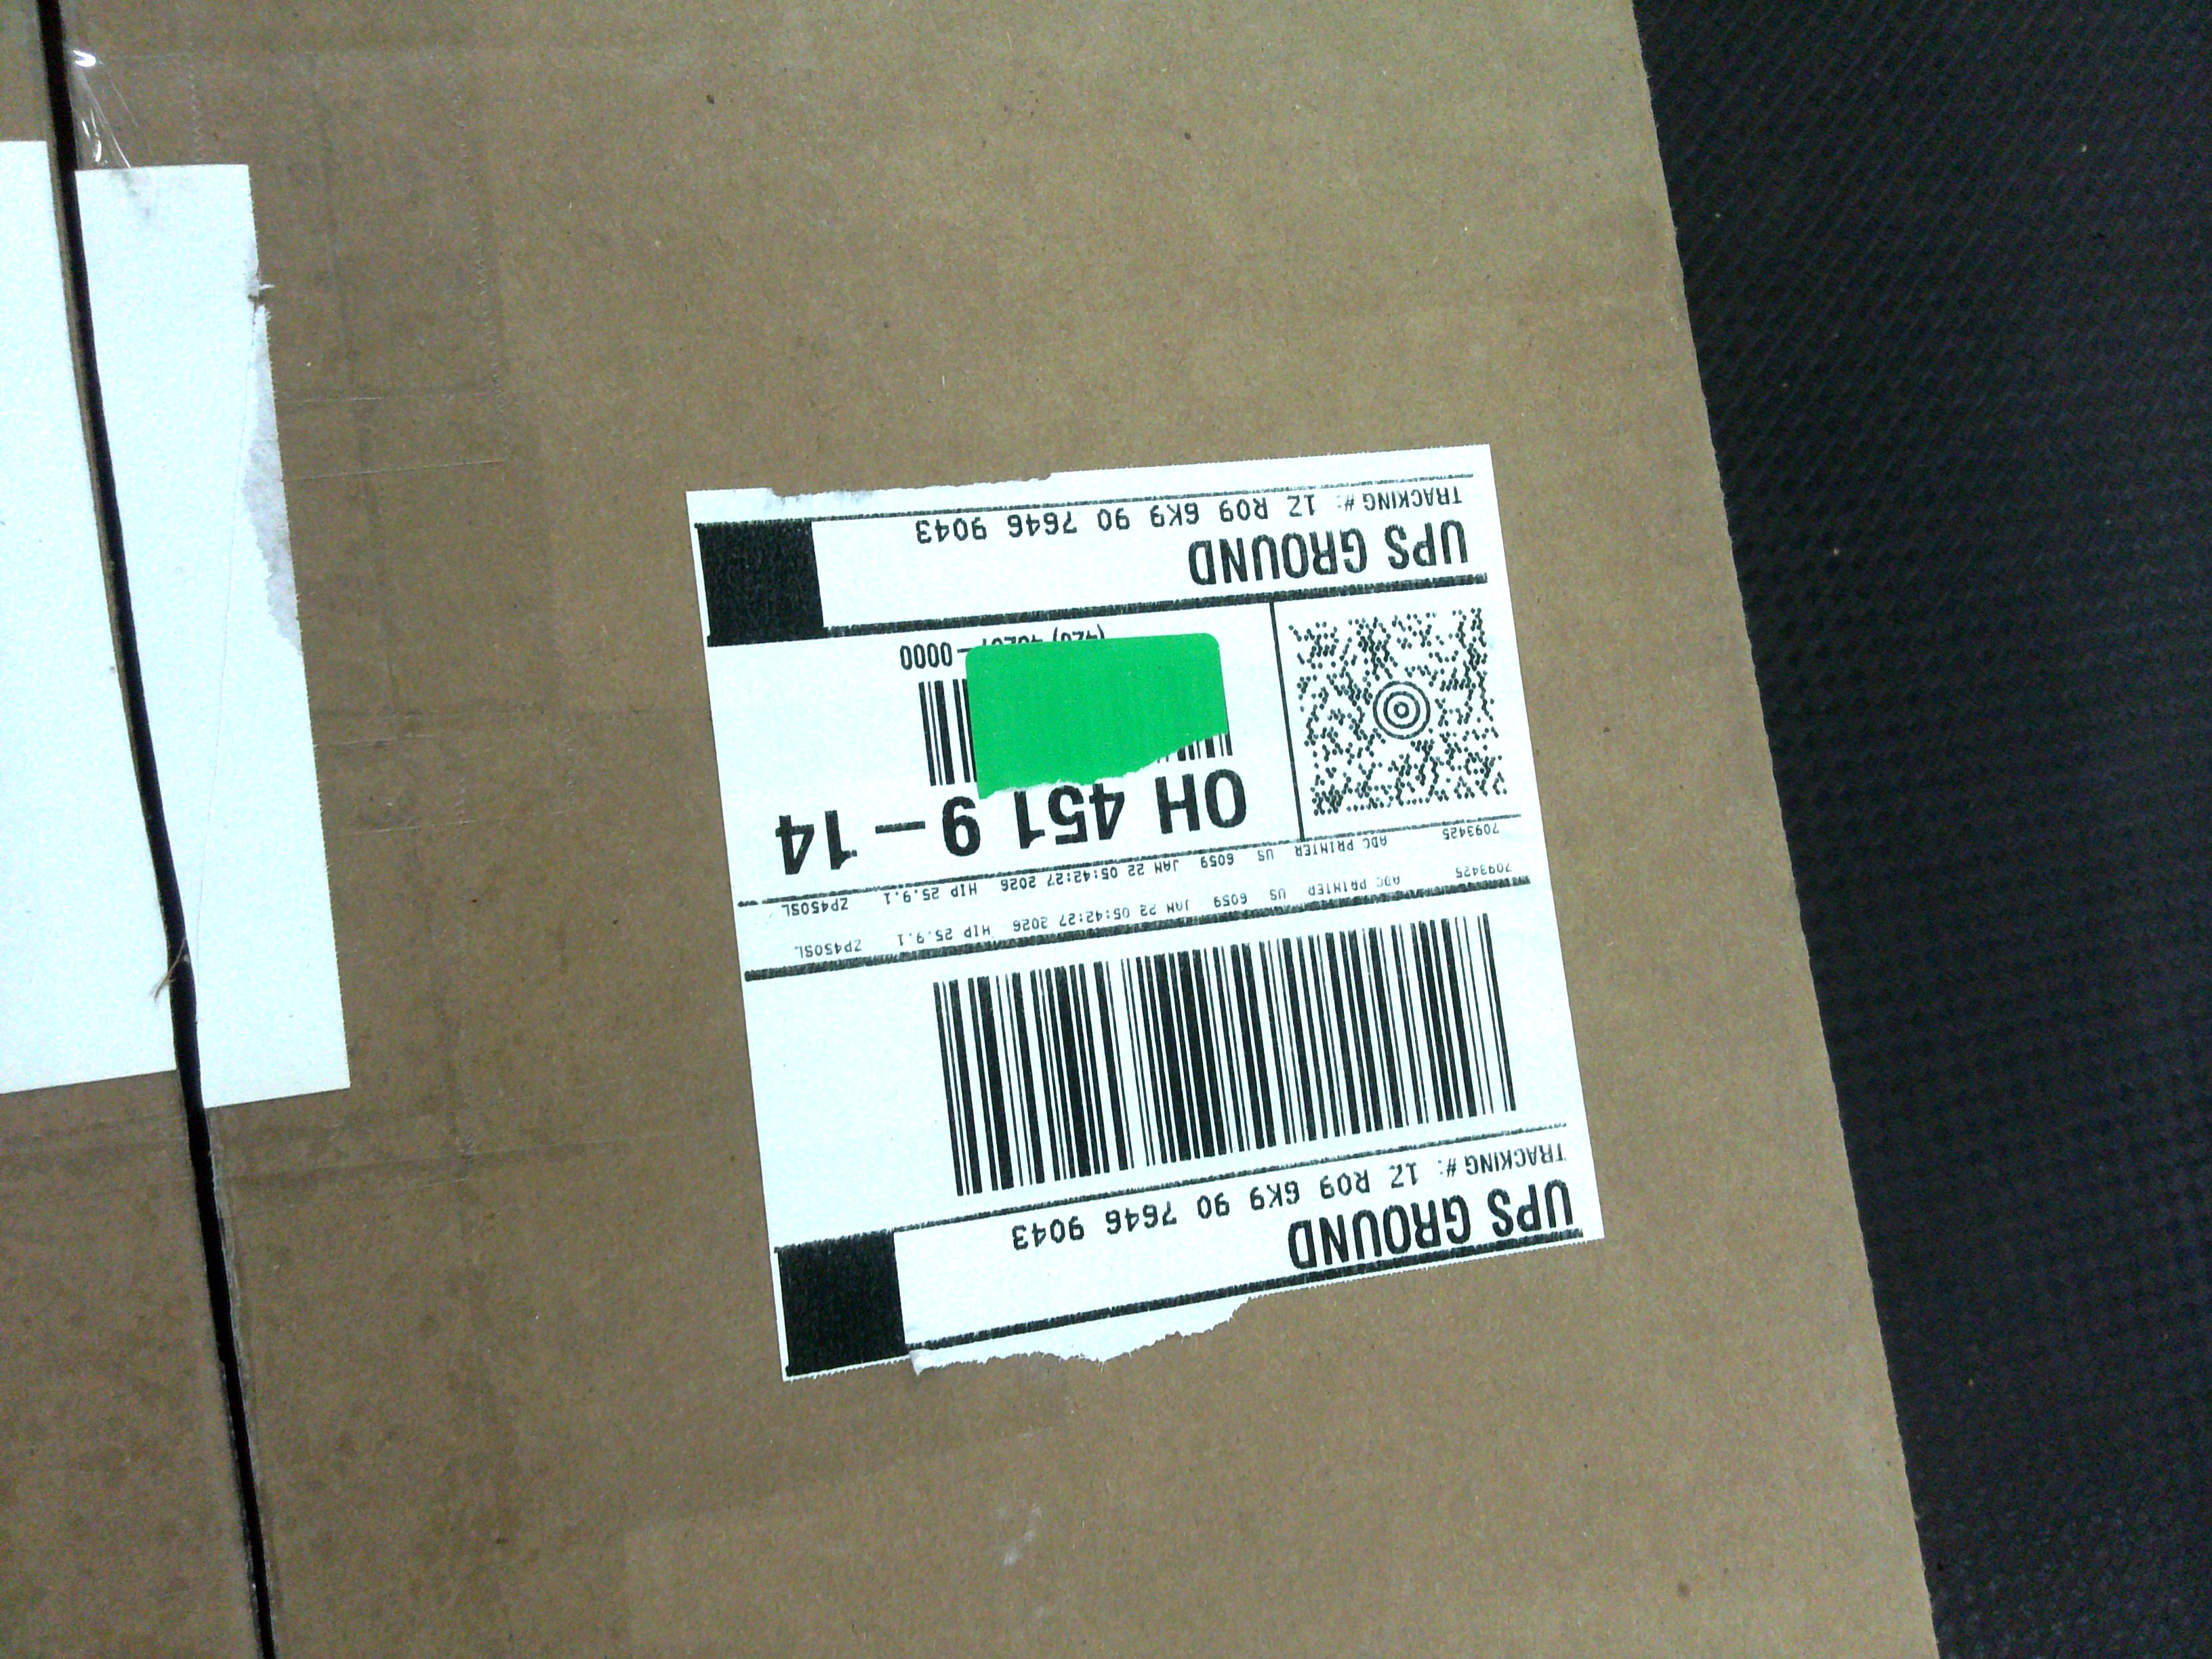 UPS GROUND
TRACKING #: 1Z R09 6K9 90 7646 9043
7093425 ADC PRINTER US 6059 JAN 22 05:42:27 2026 HIP 25.9.1 ZP450SL
7093425 ADC PRINTER US 6059 JAN 22 05:42:27 2026 HIP 25.9.1 ZP450SL
OH 451 9-14
0000
UPS GROUND
TRACKING #: 1Z R09 6K9 90 7646 9043